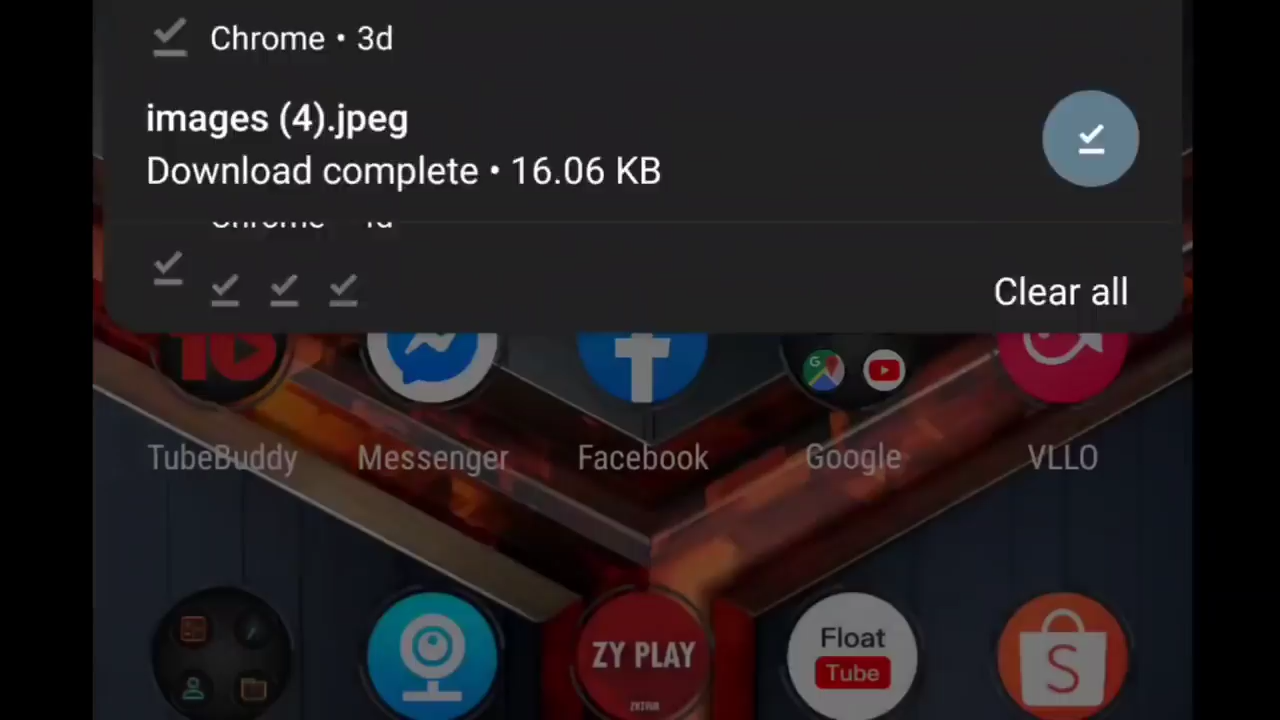 Chrome • 3d
images (4).jpeg
Download complete • 16.06 KB
Chrome
Clear all
TubeBuddy
Messenger
Facebook
Google
VLLO
ZY PLAY
Float
Tube